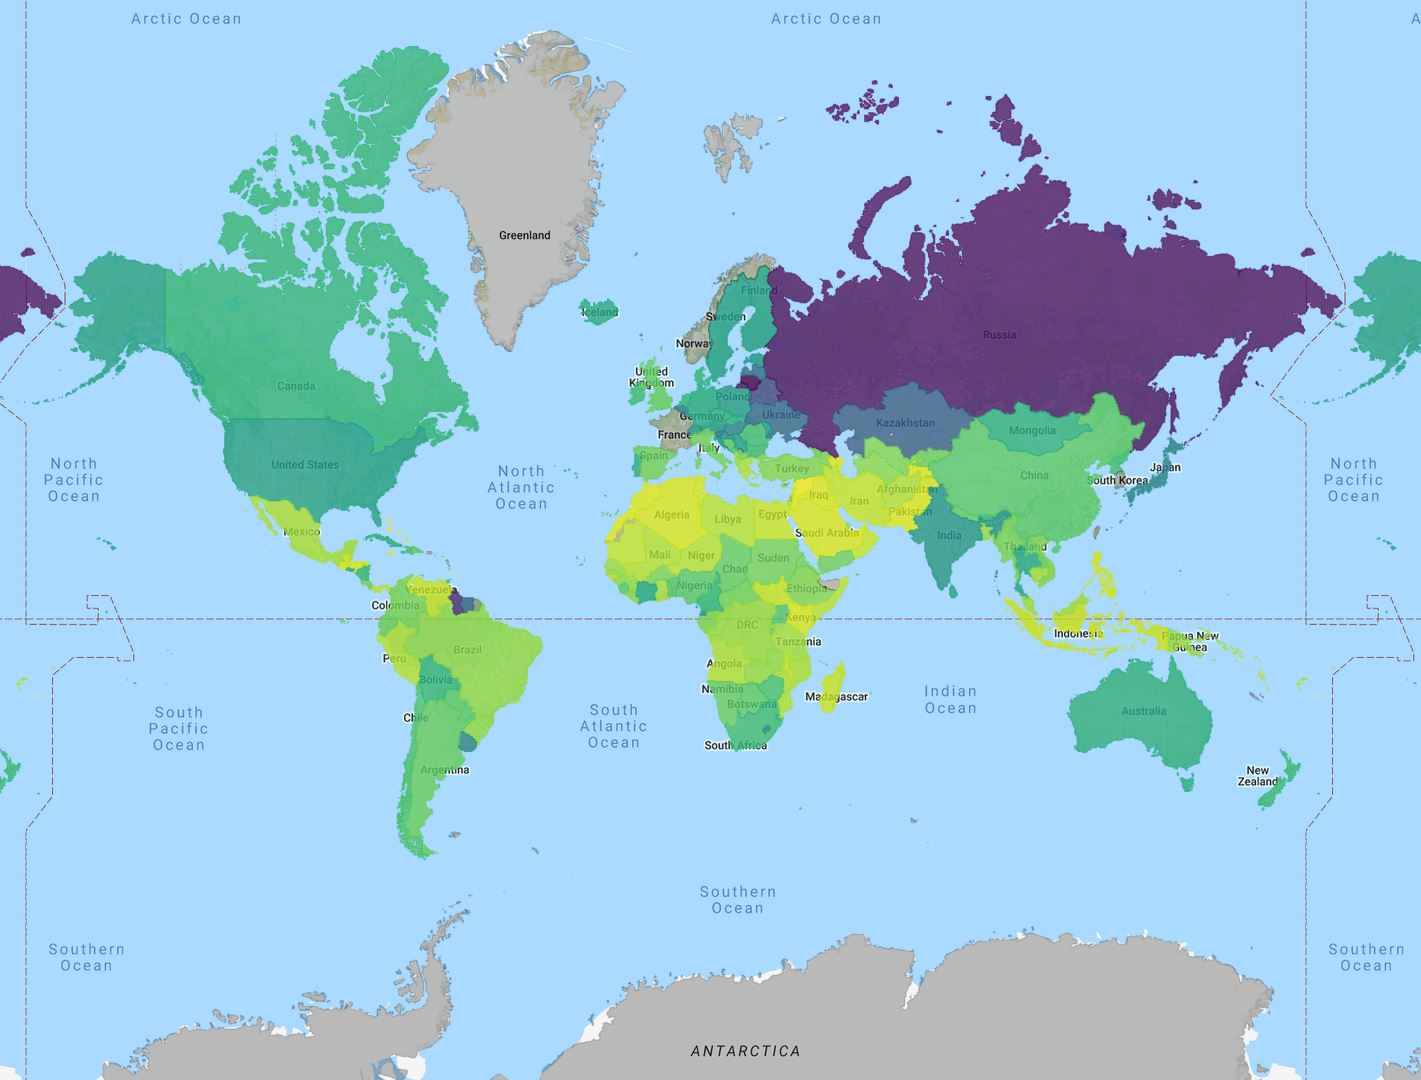 Arctic Ocean
Arctic Ocean
A
Greenland
Iceland
Finland
Sweden
Norway
Russia
United
Kingdom
Canada
Poland
Germany
Ukraine
Kazakhstan
France
Mongolia
Italy
Spain
Turkey
United States
North
Pacific
Ocean
North
Atlantic
Ocean
China
Japan
South Korea
North
Pacific
Ocean
Iraq
Iran
Afghanistan
Pakistan
Algeria
Libya
Egypt
Saudi Arabia
India
Mexico
Mali
Niger
Chad
Sudan
Thailand
Venezuela
Colombia
Nigeria
Ethiopia
DRC
Kenya
Tanzania
Indonesia
Papua New
Guinea
Brazil
Peru
Bolivia
Angola
Namibia
Botswana
Madagascar
Indian
Ocean
South
Pacific
Ocean
Chile
South
Atlantic
Ocean
South Africa
Australia
Argentina
New
Zealand
Southern
Ocean
Southern
Ocean
Southern
Ocean
ANTARCTICA